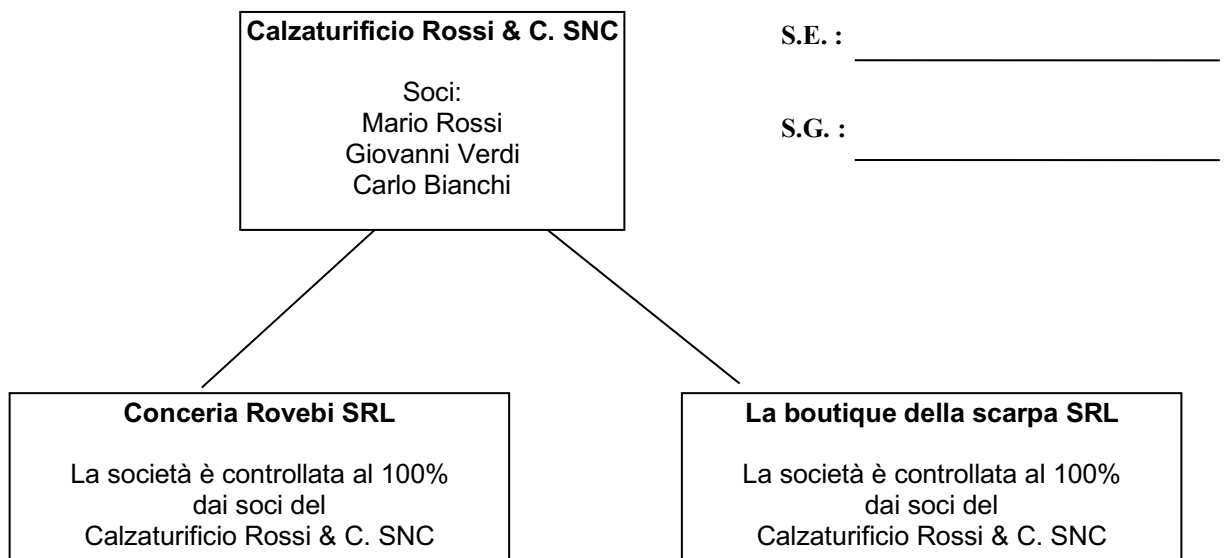 Calzaturificio Rossi & C. SNC
Soci:
Mario Rossi
Giovanni Verdi
Carlo Bianchi
S.E. :
S.G. :
Conceria Rovebi SRL
La società è controllata al 100%
dai soci del
Calzaturificio Rossi & C. SNC
La boutique della scarpa SRL
La società è controllata al 100%
dai soci del
Calzaturificio Rossi & C. SNC